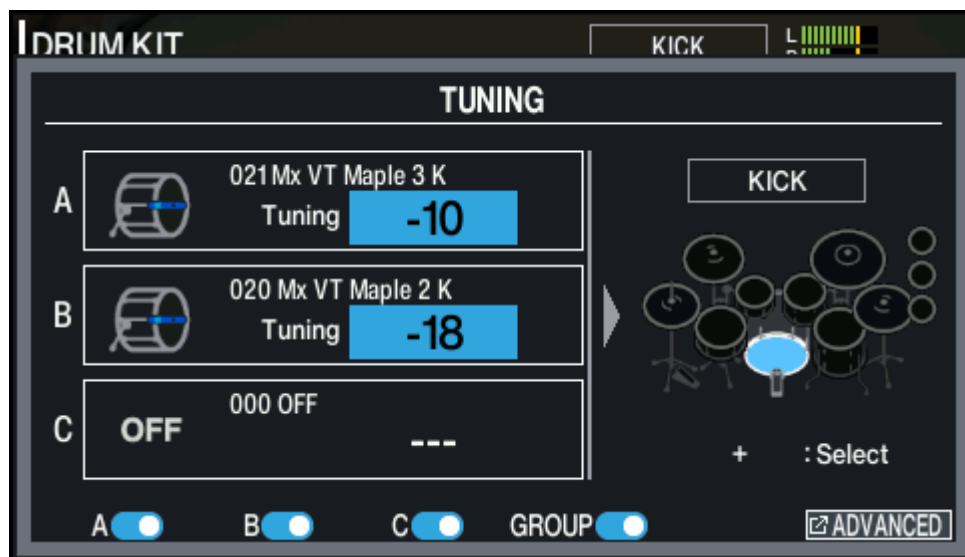 DRUM KIT
KICK
L
R
TUNING
A
021 Mx VT Maple 3 K
Tuning -10
B
020 Mx VT Maple 2 K
Tuning -18
C
OFF
000 OFF
---
KICK
+ : Select
A B C GROUP ADVANCED